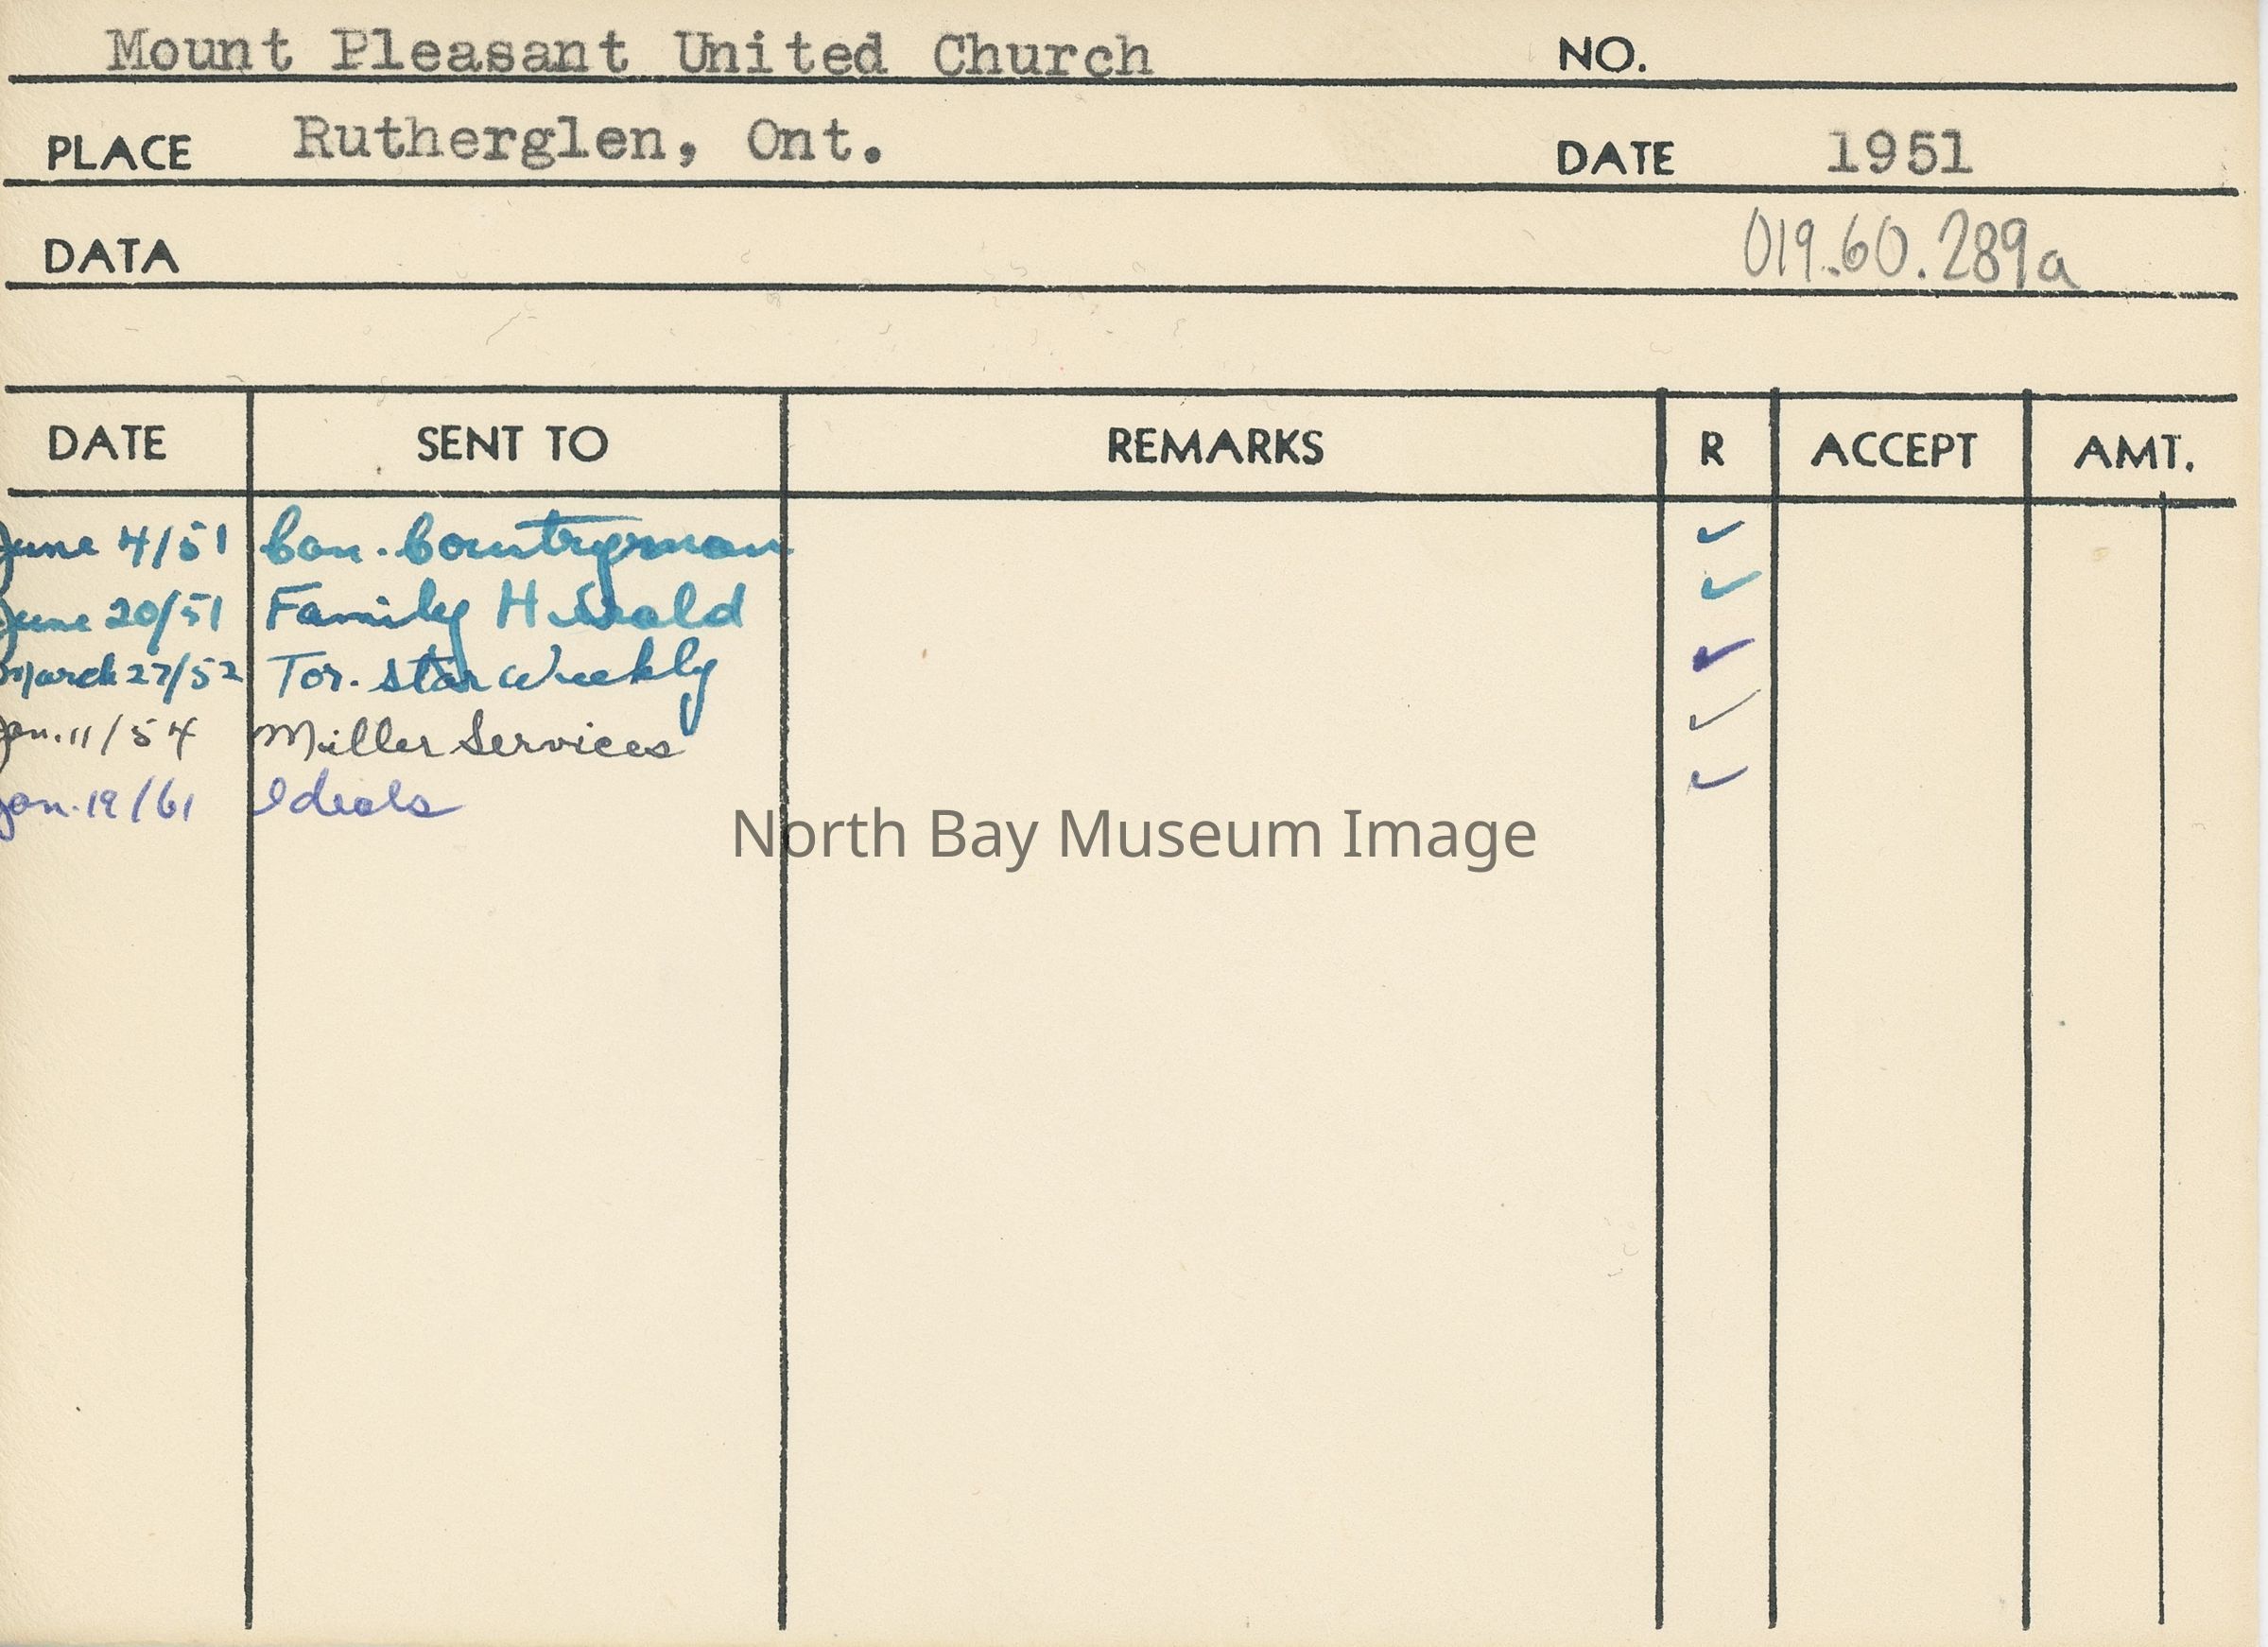 Mount Pleasant United Church NO.
PLACE Rutherglen, Ont. DATE 1951
DATA 019.60.289a
DATE SENT TO REMARKS R ACCEPT AMT.
June 4/51 Can. Countryman ✓
June 20/51 Family Herald ✓
March 27/52 Tor. Star Weekly ✓
Jan. 11/54 Miller Services ✓
Jan. 19/61 Ideals ✓
North Bay Museum Image